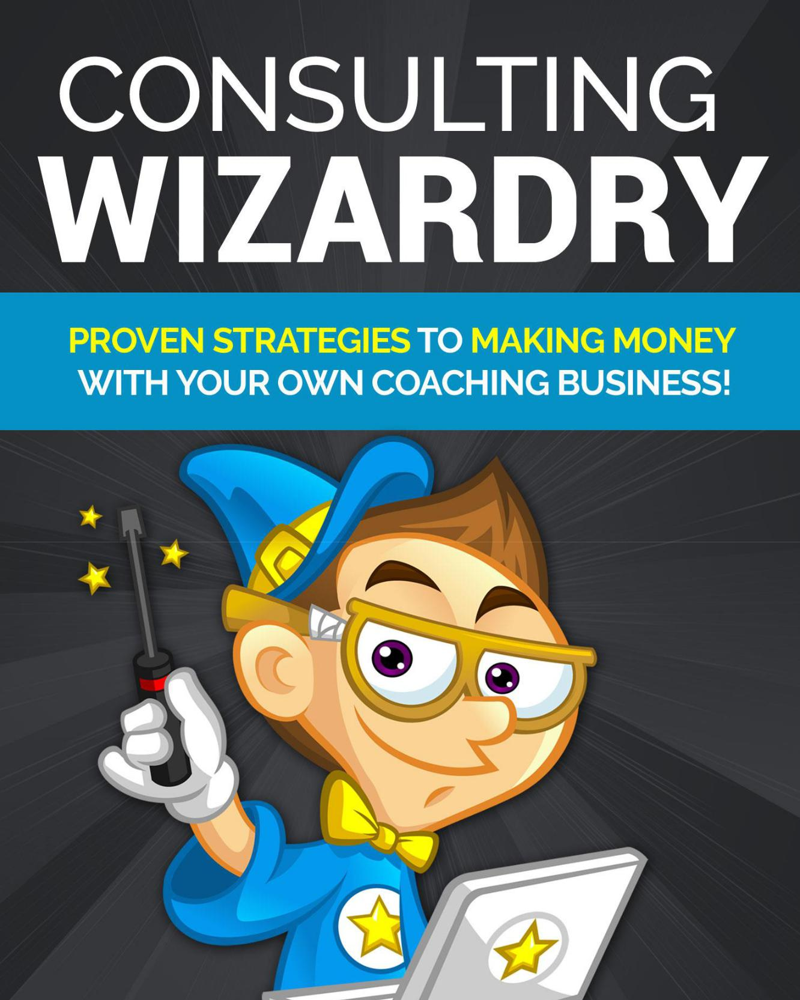 CONSULTING
WIZARDRY
PROVEN STRATEGIES TO MAKING MONEY
WITH YOUR OWN COACHING BUSINESS!